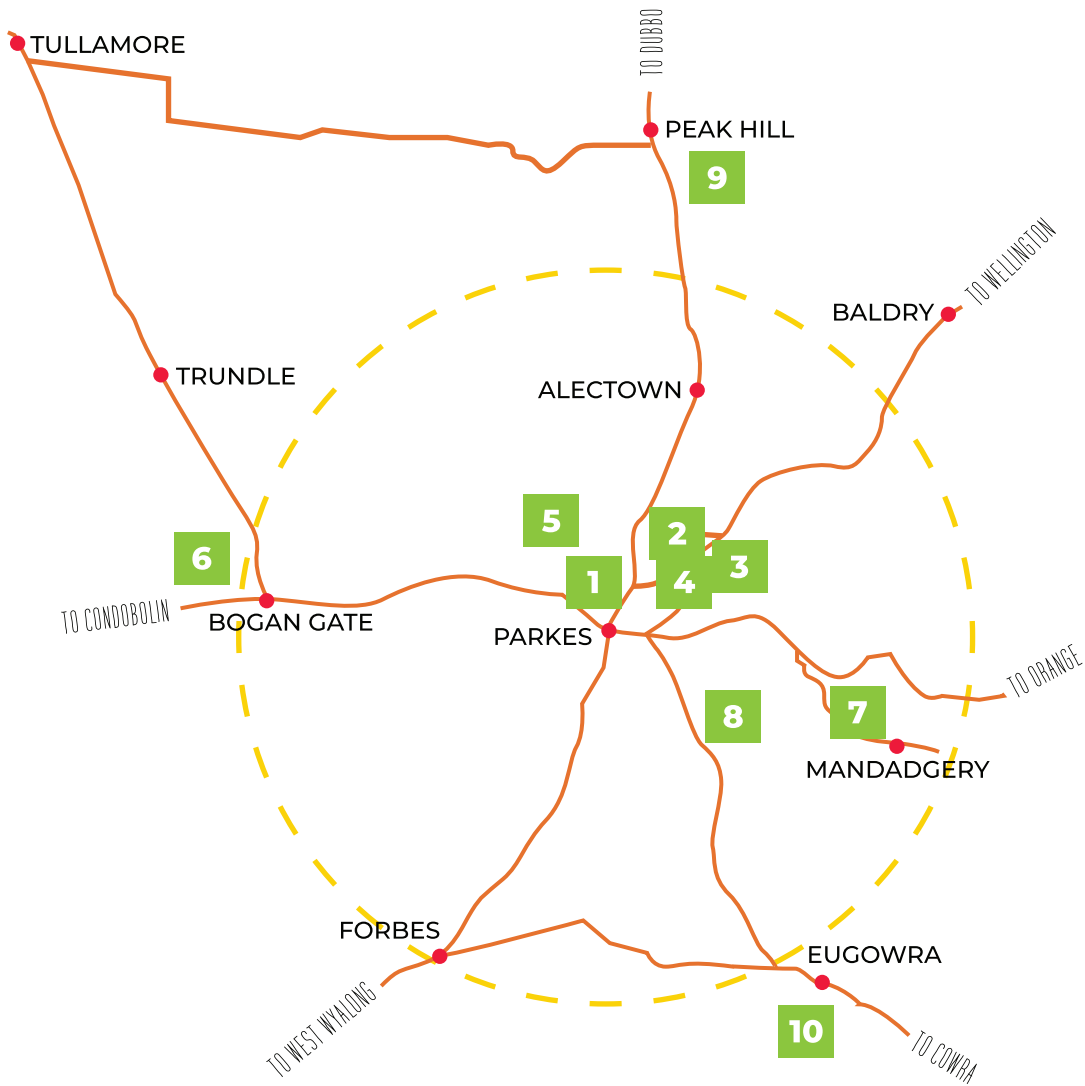 TO DUBBO
TULLAMORE
PEAK HILL
9
TO WELLINGTON
BALDRY
TRUNDLE
ALECTOWN
5
2
6
3
1
4
TO CONDOBOLIN
BOGAN GATE
PARKES
TO ORANGE
7
8
MANDADGERY
FORBES
EUGOWRA
TO WEST WYALONG
10
TO COWRA